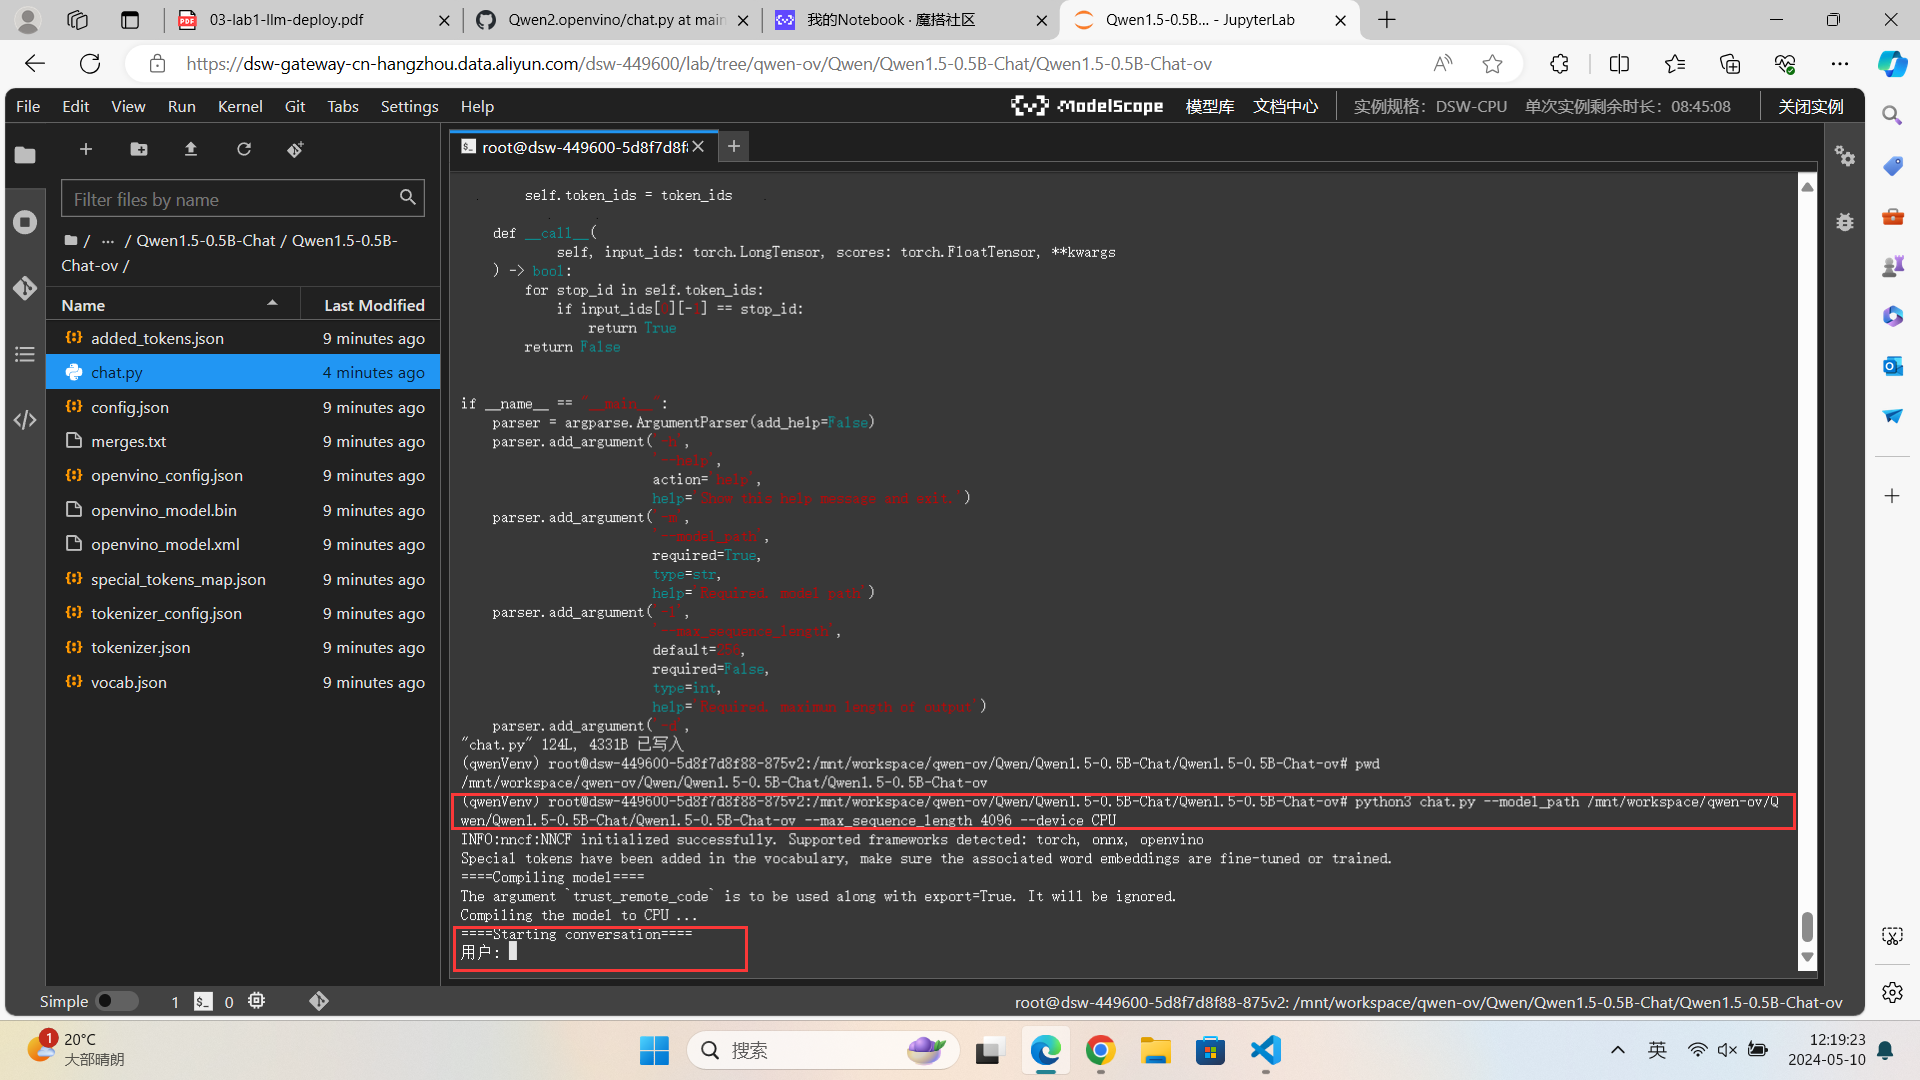 03-lab1-llm-deploy.pdf
Qwen2.openvino/chat.py at main
我的Notebook · 魔搭社区
Qwen1.5-0.5B... - JupyterLab
https://dsw-gateway-cn-hangzhou.data.aliyun.com/dsw-449600/lab/tree/qwen-ov/Qwen/Qwen1.5-0.5B-Chat/Qwen1.5-0.5B-Chat-ov
File Edit View Run Kernel Git Tabs Settings Help
ModelScope 模型库 文档中心 实例规格: DSW-CPU 单次实例剩余时长: 08:45:08 关闭实例
Filter files by name
/ ... / Qwen1.5-0.5B-Chat / Qwen1.5-0.5B-
Chat-ov /
Name Last Modified
added_tokens.json 9 minutes ago
chat.py 4 minutes ago
config.json 9 minutes ago
merges.txt 9 minutes ago
openvino_config.json 9 minutes ago
openvino_model.bin 9 minutes ago
openvino_model.xml 9 minutes ago
special_tokens_map.json 9 minutes ago
tokenizer_config.json 9 minutes ago
tokenizer.json 9 minutes ago
vocab.json 9 minutes ago
root@dsw-449600-5d8f7d8f8
self.token_ids = token_ids
def __call__(
self, input_ids: torch.LongTensor, scores: torch.FloatTensor, **kwargs
) -> bool:
for stop_id in self.token_ids:
if input_ids[0][-1] == stop_id:
return True
return False
if __name__ == "__main__":
parser = argparse.ArgumentParser(add_help=False)
parser.add_argument('-h',
'--help',
action='help',
help='Show this help message and exit.')
parser.add_argument('-m',
'--model_path',
required=True,
type=str,
help='Required. model path')
parser.add_argument('-l',
'--max_sequence_length',
default=256,
required=False,
type=int,
help='Required. maximun length of output')
parser.add_argument('-d',
"chat.py" 124L, 4331B 已写入
(qwenVenv) root@dsw-449600-5d8f7d8f88-875v2:/mnt/workspace/qwen-ov/Qwen/Qwen1.5-0.5B-Chat/Qwen1.5-0.5B-Chat-ov# pwd
/mnt/workspace/qwen-ov/Qwen/Qwen1.5-0.5B-Chat/Qwen1.5-0.5B-Chat-ov
(qwenVenv) root@dsw-449600-5d8f7d8f88-875v2:/mnt/workspace/qwen-ov/Qwen/Qwen1.5-0.5B-Chat/Qwen1.5-0.5B-Chat-ov# python3 chat.py --model_path /mnt/workspace/qwen-ov/Q
wen/Qwen1.5-0.5B-Chat/Qwen1.5-0.5B-Chat-ov --max_sequence_length 4096 --device CPU
INFO:nncf:NNCF initialized successfully. Supported frameworks detected: torch, onnx, openvino
Special tokens have been added in the vocabulary, make sure the associated word embeddings are fine-tuned or trained.
====Compiling model====
The argument `trust_remote_code` is to be used along with export=True. It will be ignored.
Compiling the model to CPU ...
====Starting conversation====
用户:
Simple 1 0
root@dsw-449600-5d8f7d8f88-875v2: /mnt/workspace/qwen-ov/Qwen/Qwen1.5-0.5B-Chat/Qwen1.5-0.5B-Chat-ov
1
20°C
大部晴朗
搜索
英
12:19:23
2024-05-10